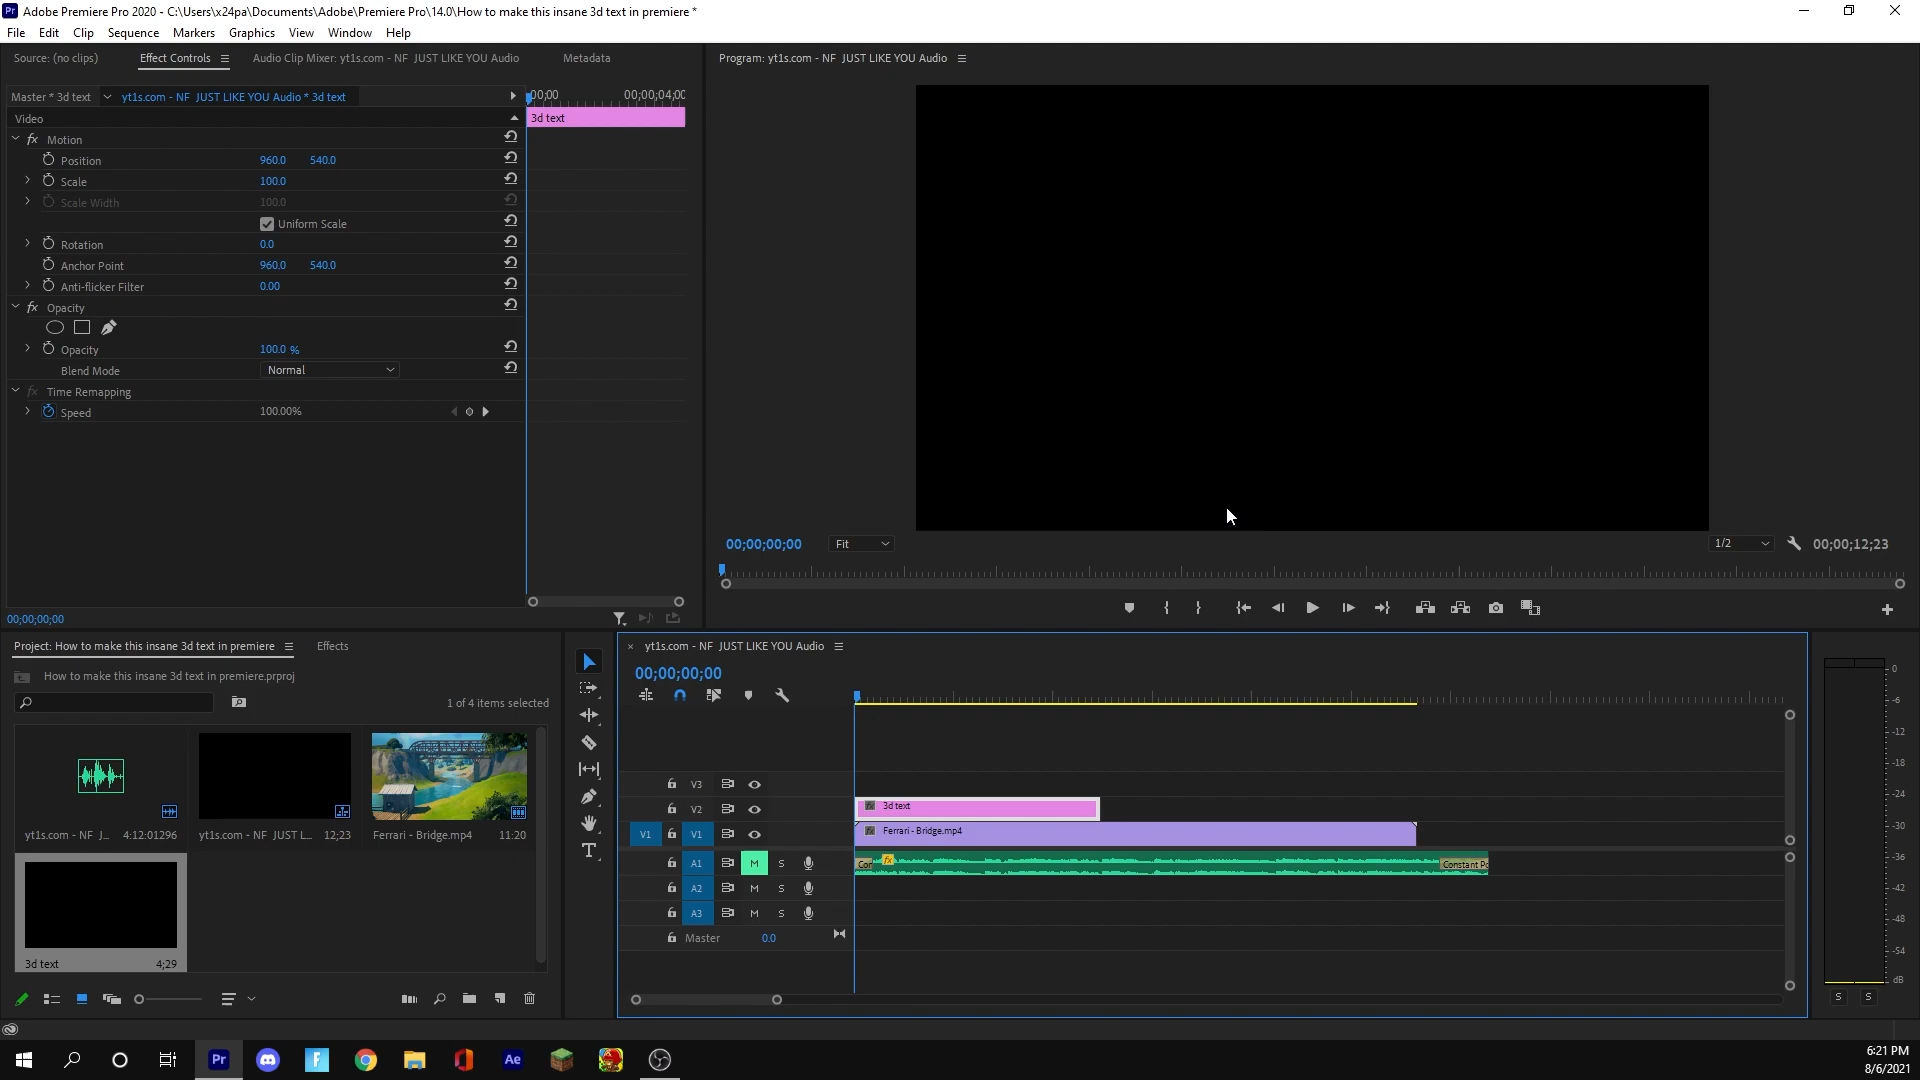 Adobe Premiere Pro 2020 - C:\Users\x24pa\Documents\Adobe\Premiere Pro\14.0\How to make this insane 3d text in premiere *
File Edit Clip Sequence Markers Graphics View Window Help
Source: (no clips) Effect Controls Audio Clip Mixer: yt1s.com - NF JUST LIKE YOU Audio Metadata
Program: yt1s.com - NF JUST LIKE YOU Audio
Master * 3d text yt1s.com - NF JUST LIKE YOU Audio * 3d text
00;00 00;00;04;00
Video
3d text
fx Motion
Position 960.0 540.0
Scale 100.0
Scale Width 100.0
Uniform Scale
Rotation 0.0
Anchor Point 960.0 540.0
Anti-flicker Filter 0.00
fx Opacity
Opacity 100.0 %
Blend Mode Normal
fx Time Remapping
Speed 100.00%
00;00;00;00
00;00;00;00 Fit 1/2 00;00;12;23
Project: How to make this insane 3d text in premiere Effects
How to make this insane 3d text in premiere.prproj
1 of 4 items selected
yt1s.com - NF J... 4:12:01296
yt1s.com - NF JUST L... 12;23
Ferrari - Bridge.mp4 11:20
3d text 4;29
yt1s.com - NF JUST LIKE YOU Audio
00;00;00;00
V3
V2
fx 3d text
V1 V1
fx Ferrari - Bridge.mp4
A1 M S
fx
Constant Po
A2 M S
A3 M S
Master 0.0
0
-6
-12
-18
-24
-30
-36
-42
-48
-54
dB
S S
Pr
Ae
6:21 PM
8/6/2021